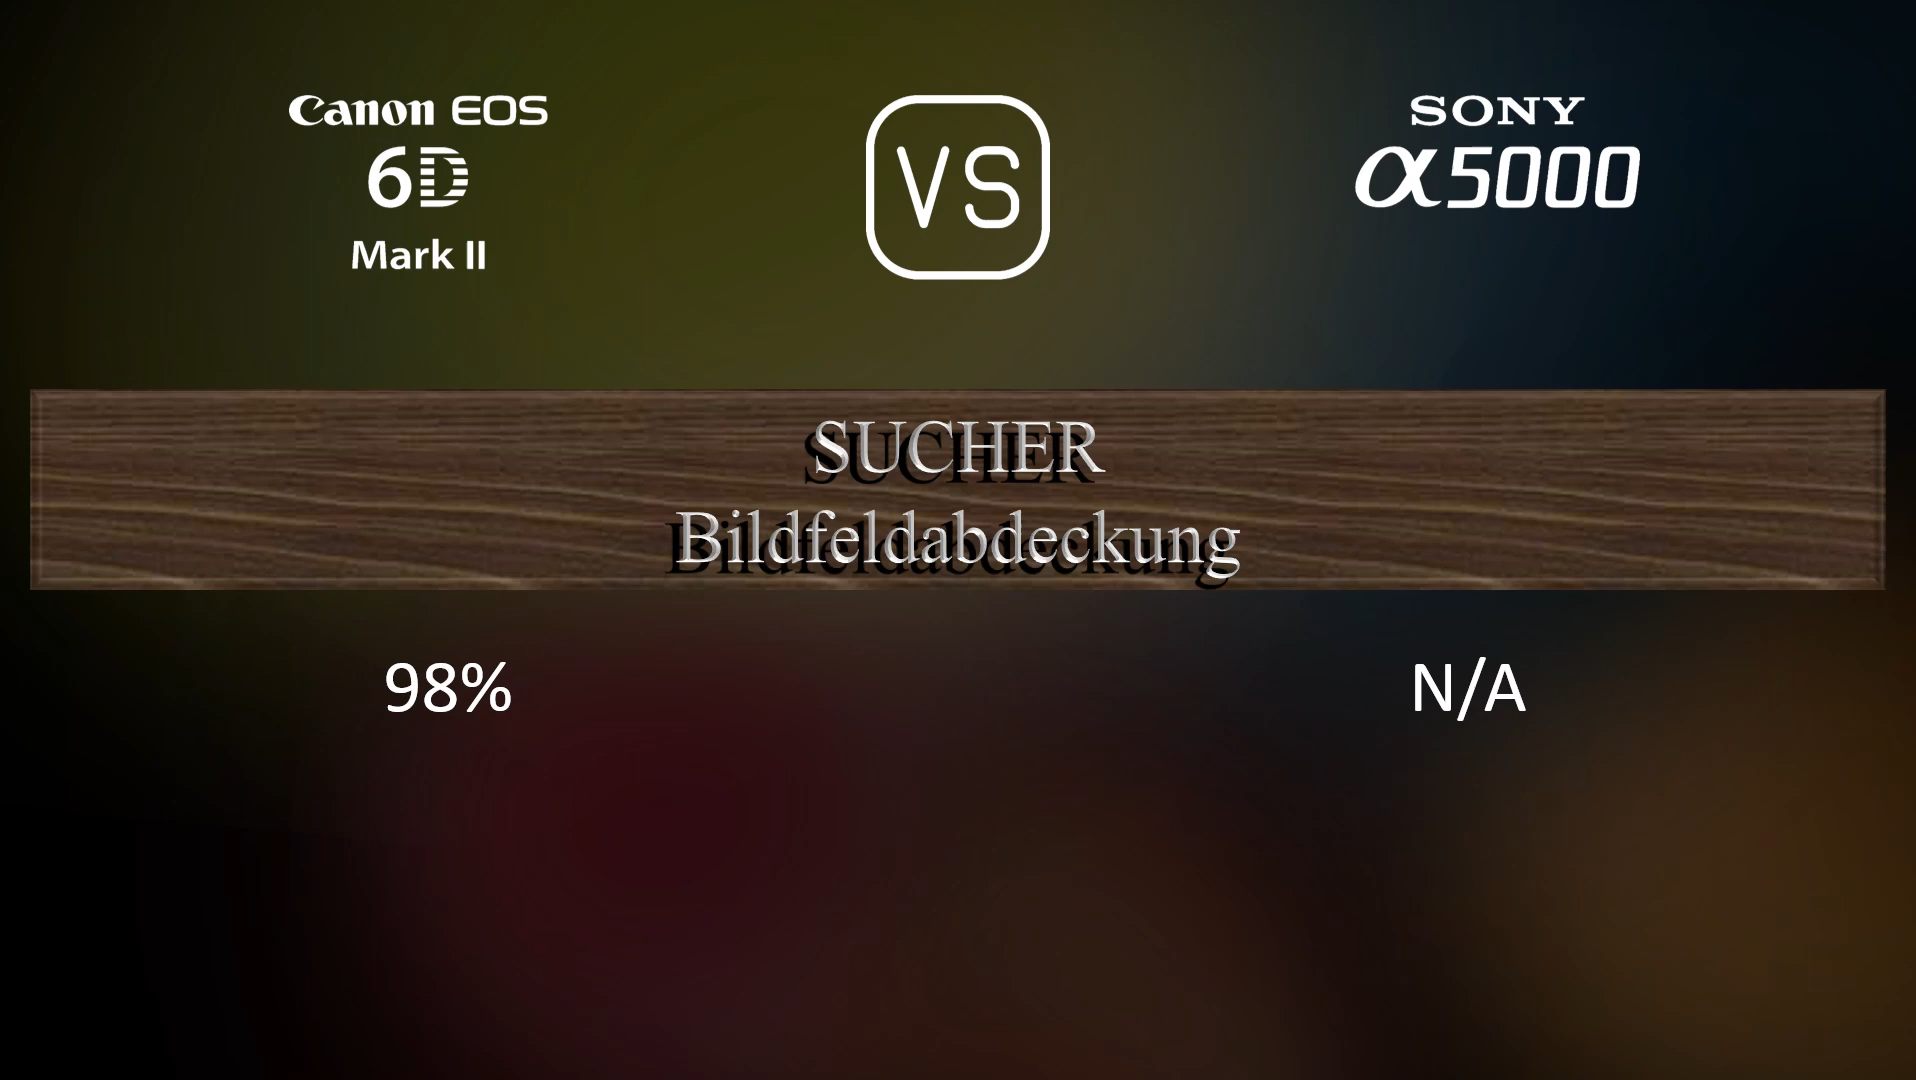 Canon EOS
6D
Mark II
VS
SONY
α5000
SUCHER
Bildfeldabdeckung
98%
N/A